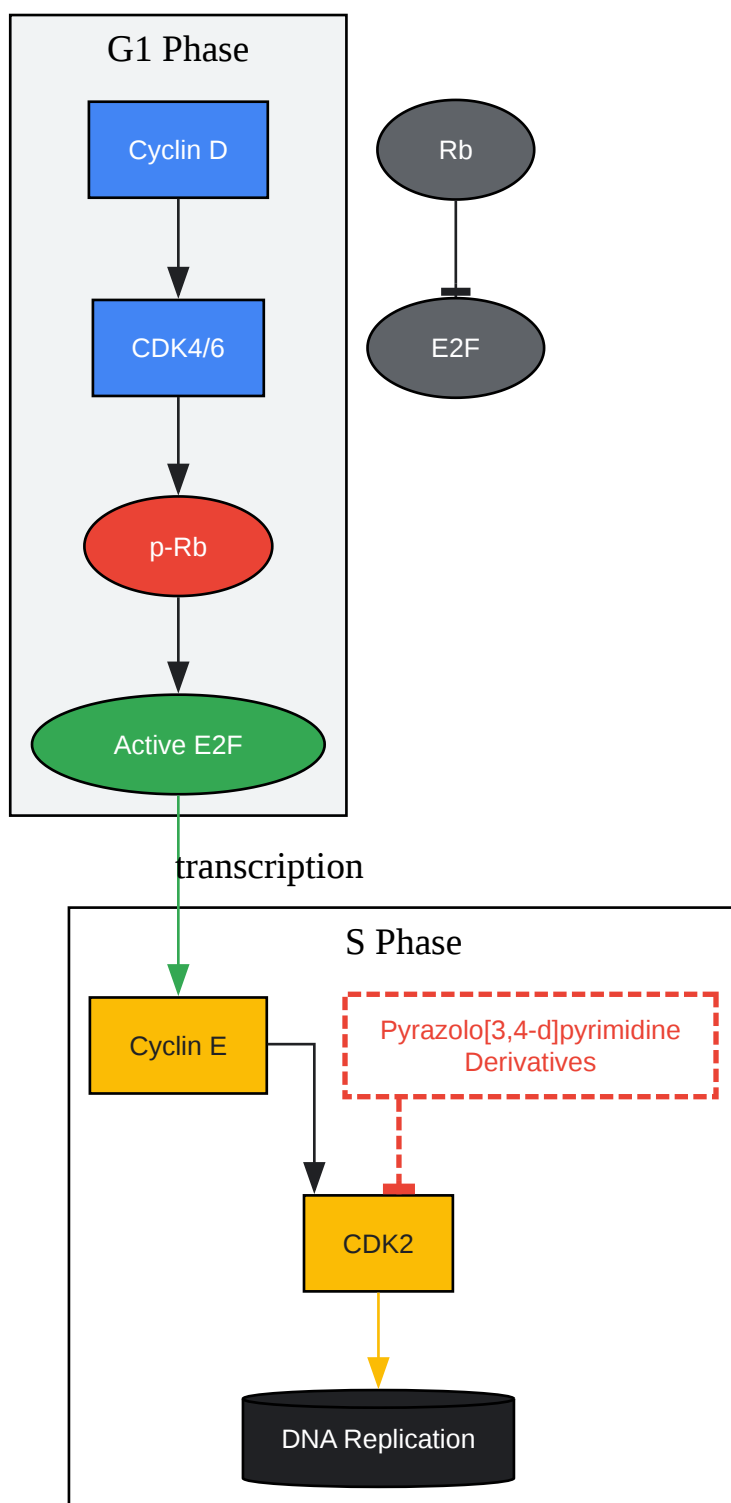 G1 Phase
Cyclin D
Rb
CDK4/6
E2F
p-Rb
Active E2F
transcription
S Phase
Cyclin E
Pyrazolo[3,4-d]pyrimidine
Derivatives
CDK2
DNA Replication